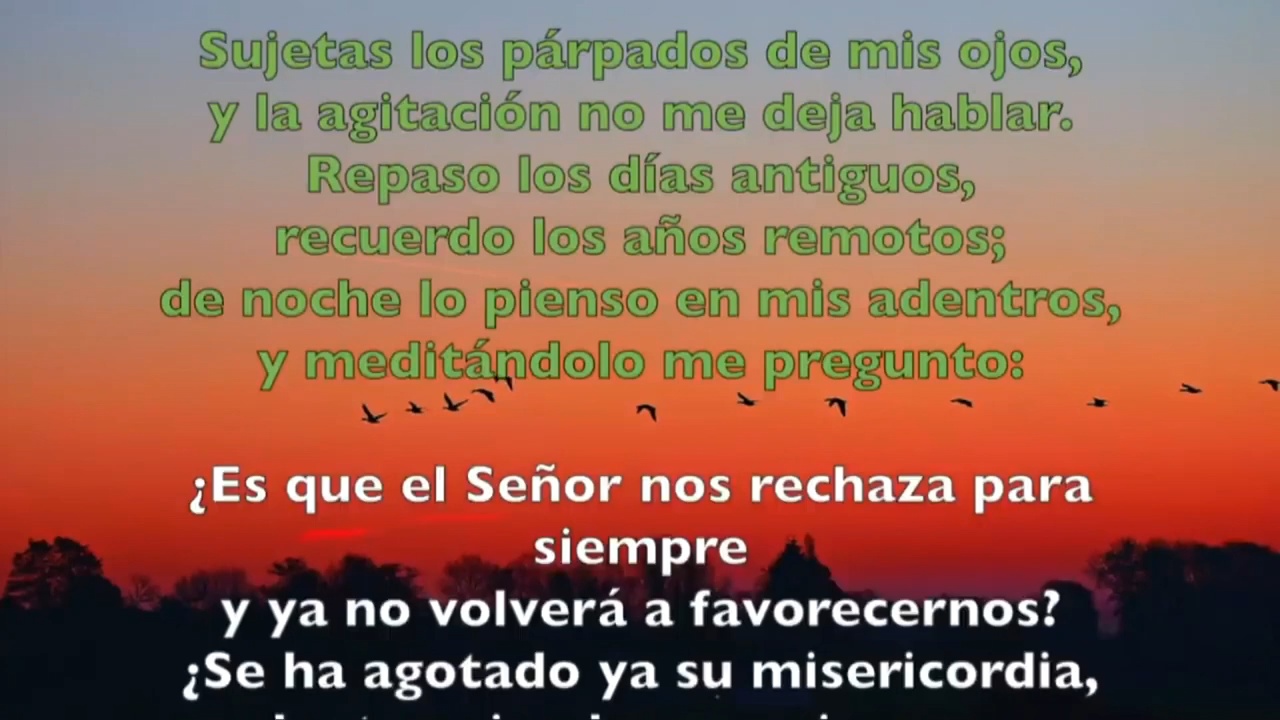 Sujetas los párpados de mis ojos,
y la agitación no me deja hablar.
Repaso los días antiguos,
recuerdo los años remotos;
de noche lo pienso en mis adentros,
y meditándolo me pregunto:
¿Es que el Señor nos rechaza para
siempre
y ya no volverá a favorecernos?
¿Se ha agotado ya su misericordia,